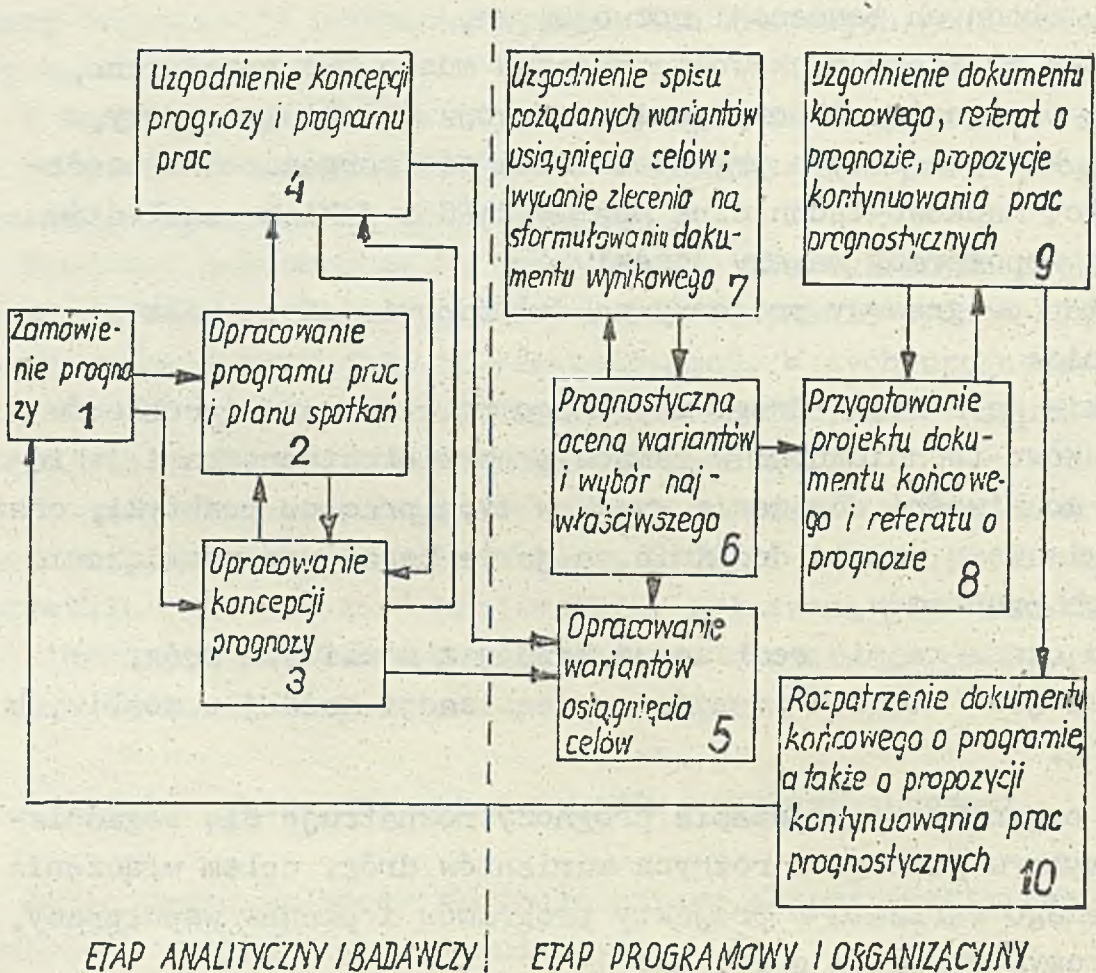 Uzgodnienie koncepcji
prognozy programu
prac
4
Uzgodnienie spisu
pożądanych wariantów
osiągnięcia celów;
wydanie zlecenia na
sformułowaniu doku-
mentu wynikowego 7
Uzgodnienie dokumentu
końcowego, referat o
prognozie, propozycje
kontynuowania prac
prognostycznych
9
Zamówie-
nie progno
zy 1
Opracowanie
programu prac
i planu spotkań
2
Prognostyczna
ocena wariantów
i wybór naj-
właściwszego
6
Przygotowanie
projektu doku-
mentu końcowe-
go i referatu o
prognozie 8
Opracowanie
koncepcji
prognozy
3
Opracowanie
wariantów
osiągnięcia
celów 5
Rozpatrzenie dokumentu
końcowego o programie,
a także o propozycji
kontynuowania prac
prognostycznych
10
ETAP ANALITYCZNY I BADAWCZY
ETAP PROGRAMOWY I ORGANIZACYJNY